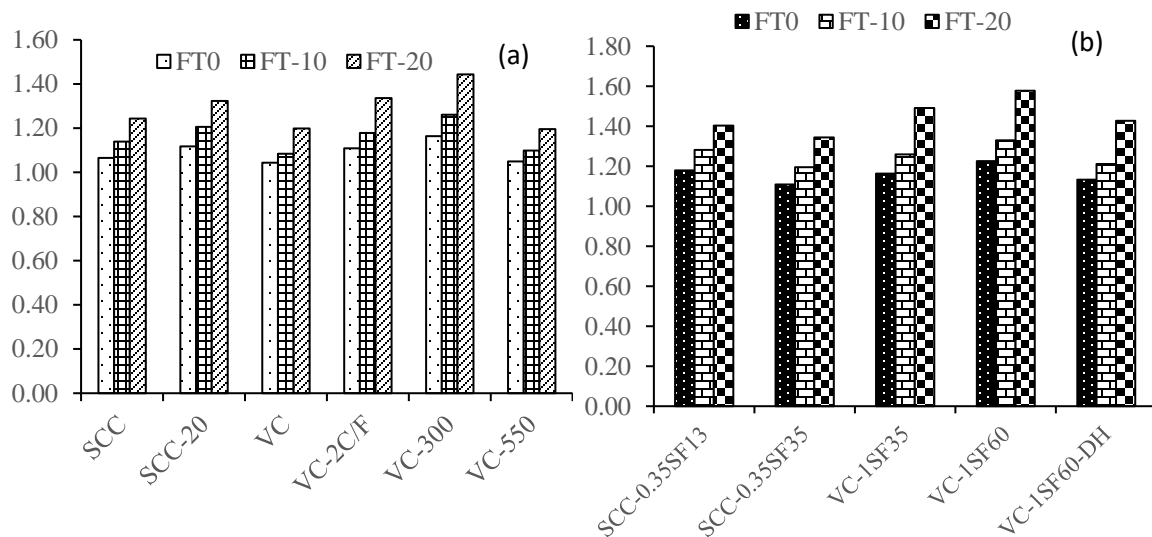 (a)
FT0 FT-10 FT-20
1.60
1.40
1.20
1.00
0.80
0.60
0.40
0.20
0.00
SCC
SCC-20
VC
VC-2C/F
VC-300
VC-550
FT0 FT-10 FT-20
(b)
1.80
1.60
1.40
1.20
1.00
0.80
0.60
0.40
0.20
0.00
SCC-0.35SF13
SCC-0.35SF35
VC-1SF35
VC-1SF60
VC-1SF60-DH